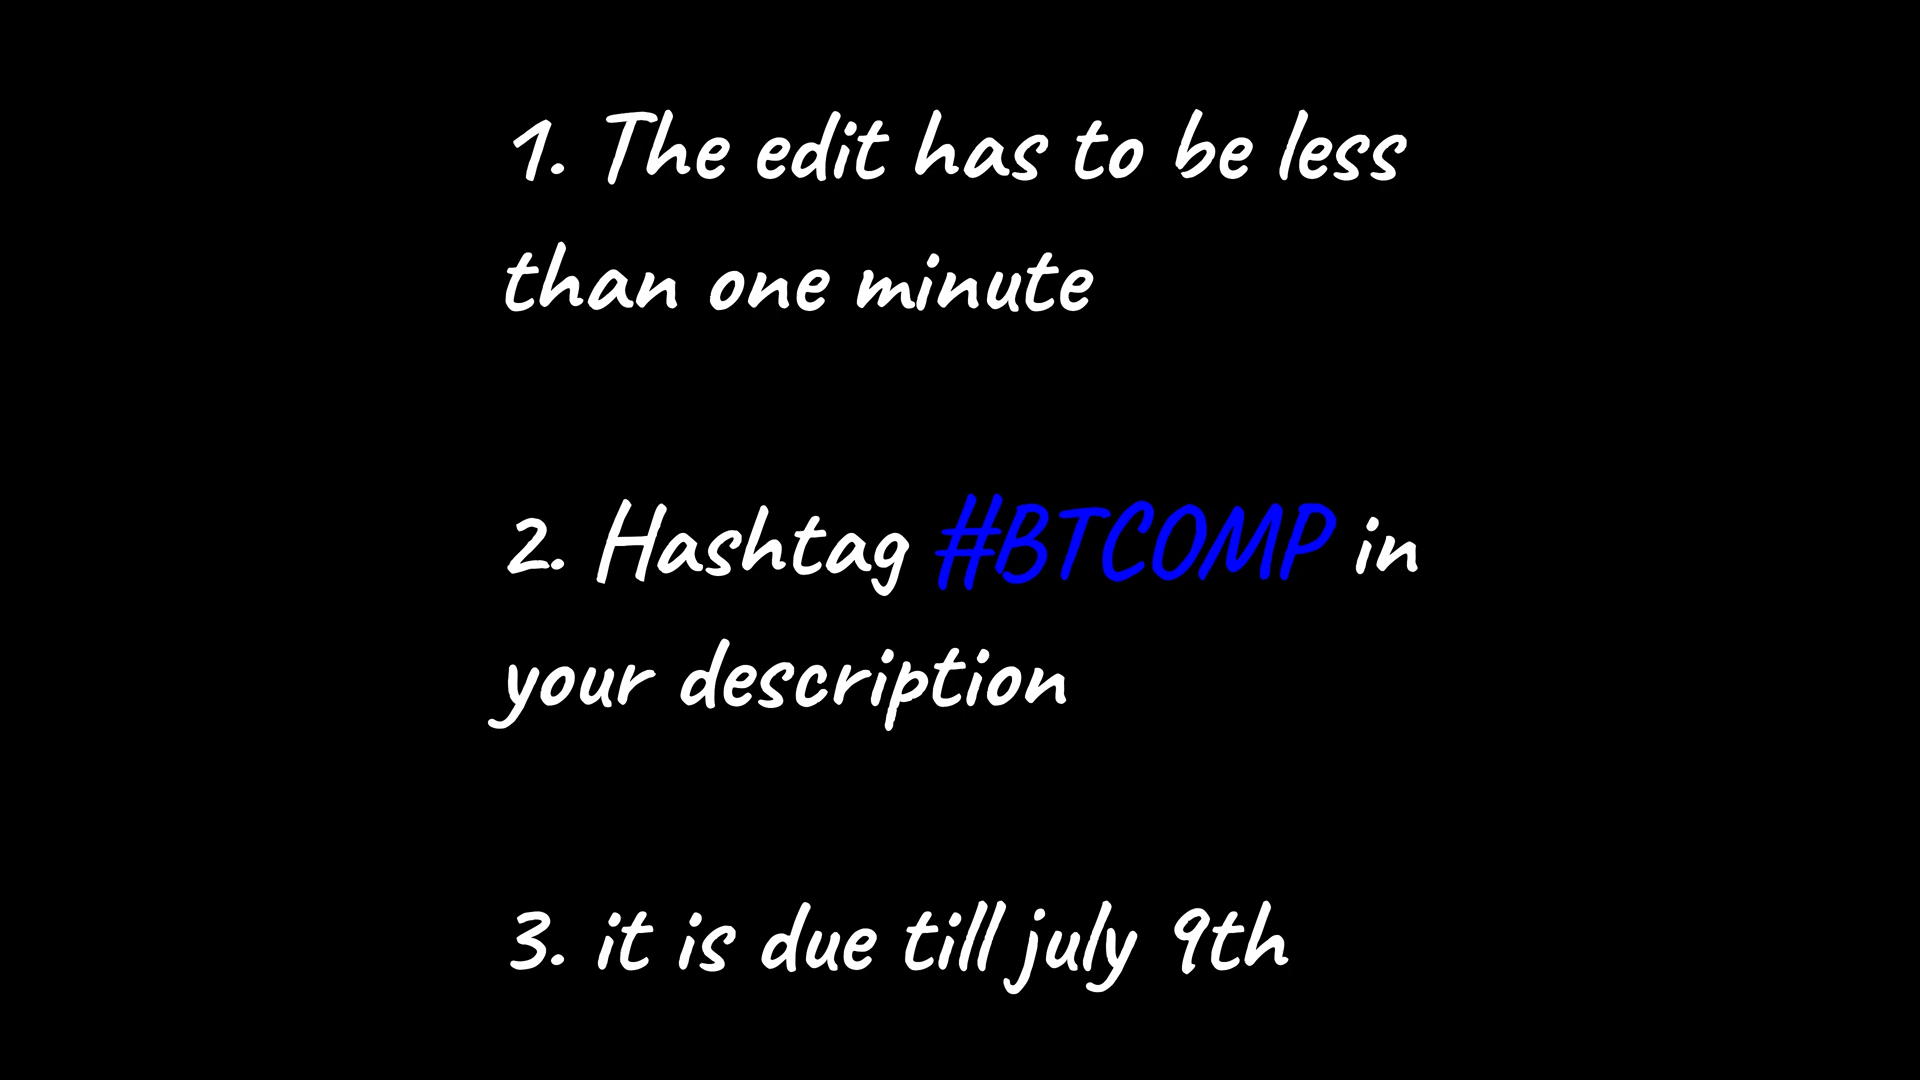 1. The edit has to be less
than one minute
2. Hashtag #BTCOMP in
your description
3. it is due till july 9th